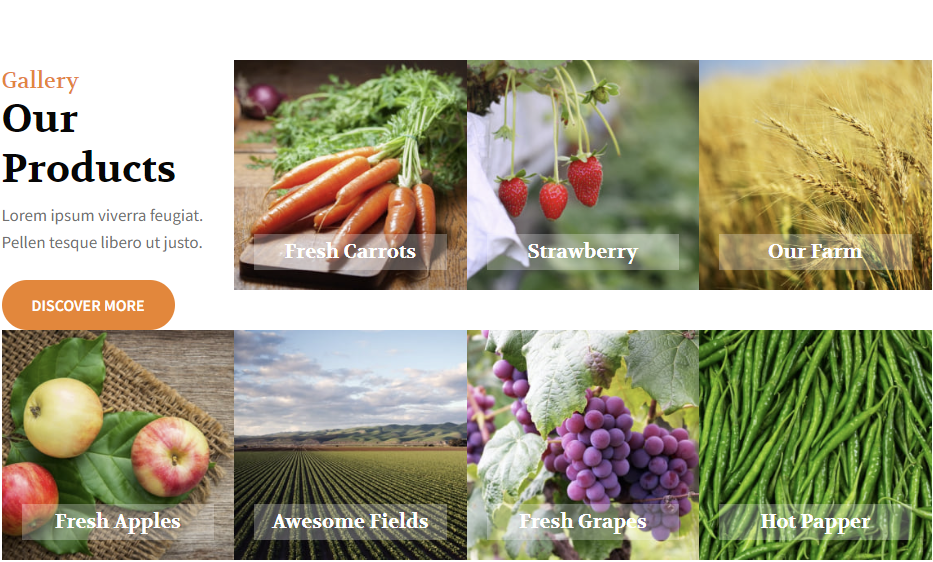 Gallery
Our
Products
Lorem ipsum viverra feugiat.
Pellen tesque libero ut justo.
DISCOVER MORE
Fresh Carrots
Strawberry
Our Farm
Fresh Apples
Awesome Fields
Fresh Grapes
Hot Papper